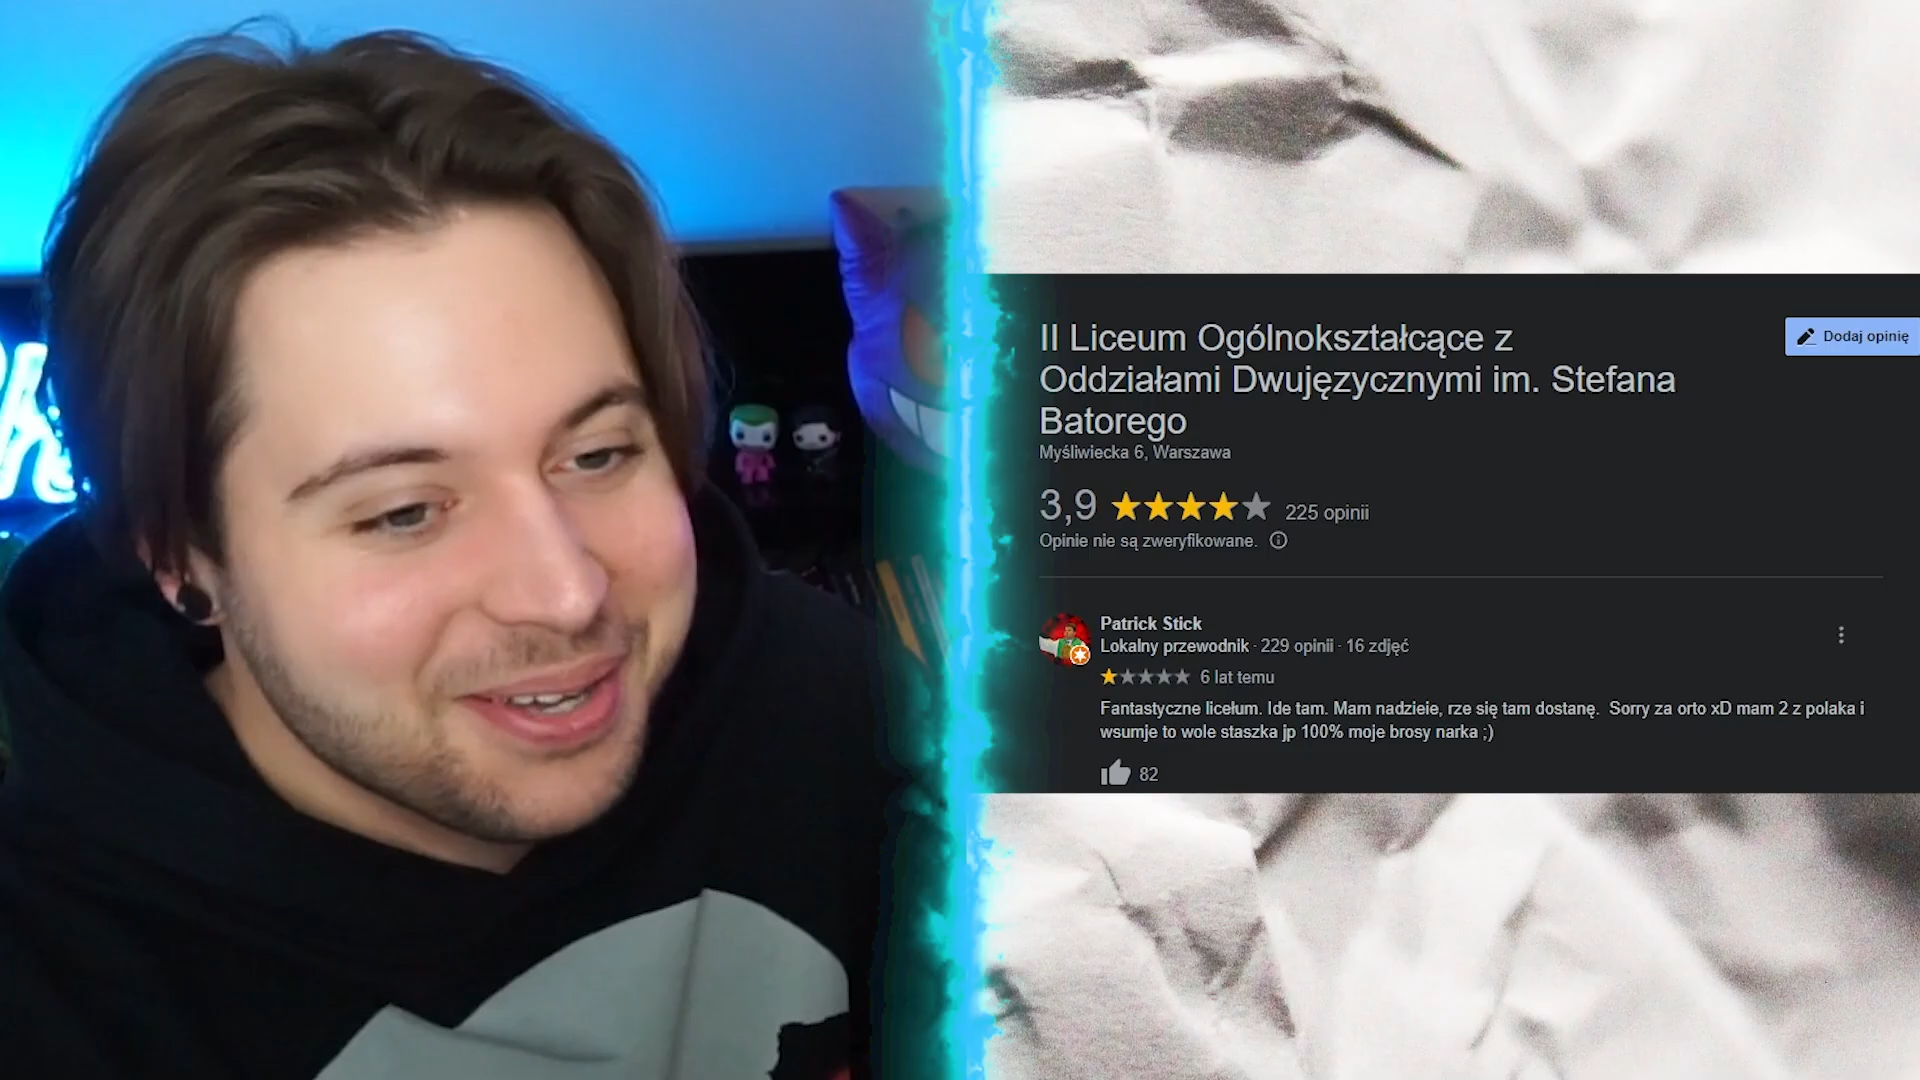 II Liceum Ogólnokształcące z
Oddziałami Dwujęzycznymi im. Stefana
Batorego
Dodaj opinię
Myśliwiecka 6, Warszawa
3,9 225 opinii
Opinie nie są zweryfikowane.
Patrick Stick
Lokalny przewodnik · 229 opinii · 16 zdjęć
6 lat temu
Fantastyczne licełum. Ide tam. Mam nadzieie, rze się tam dostanę. Sorry za orto xD mam 2 z polaka i
wsumje to wole staszka jp 100% moje brosy narka ;)
82